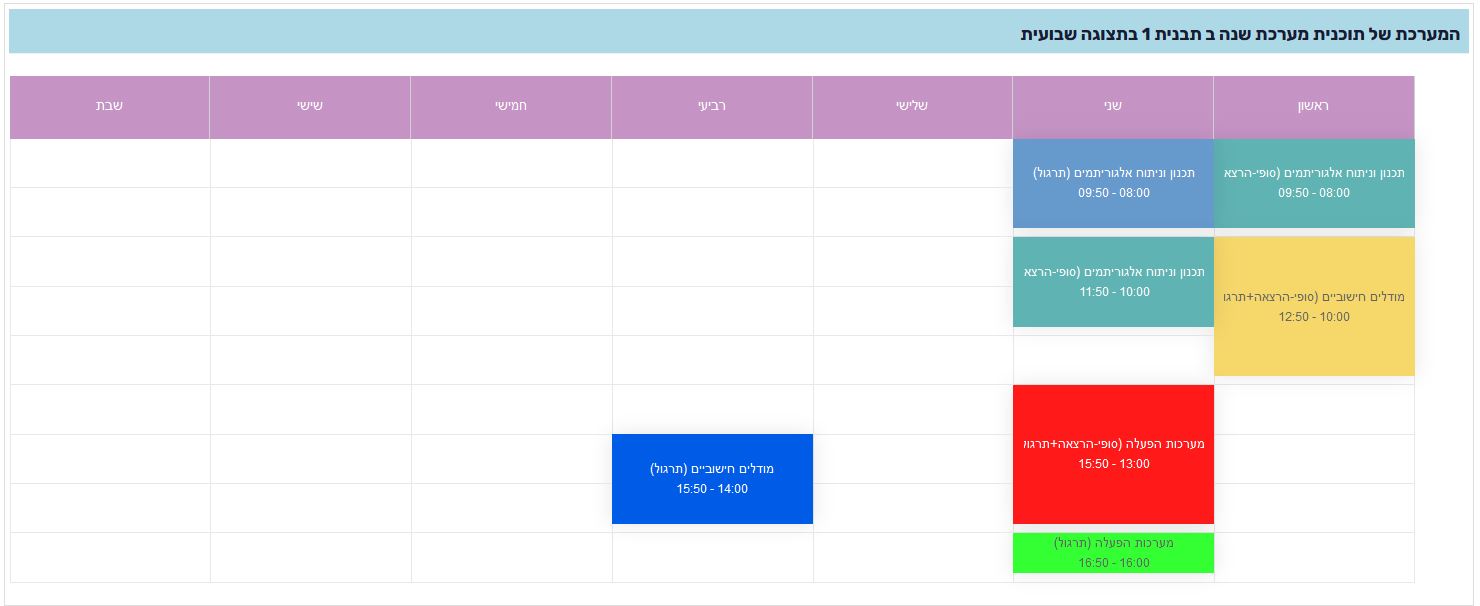 המערכת של תוכנית מערכת שנה ב תבנית 1 בתצוגה שבועית
ראשון
שני
שלישי
רביעי
חמישי
שישי
שבת
תכנון וניתוח אלגוריתמים (סופי-הרצא
09:50 - 08:00
תכנון וניתוח אלגוריתמים (תרגול)
09:50 - 08:00
מודלים חישוביים (סופי-הרצאה+תרגו
12:50 - 10:00
תכנון וניתוח אלגוריתמים (סופי-הרצא
11:50 - 10:00
מערכות הפעלה (סופי-הרצאה+תרגול
15:50 - 13:00
מודלים חישוביים (תרגול)
15:50 - 14:00
מערכות הפעלה (תרגול)
16:50 - 16:00